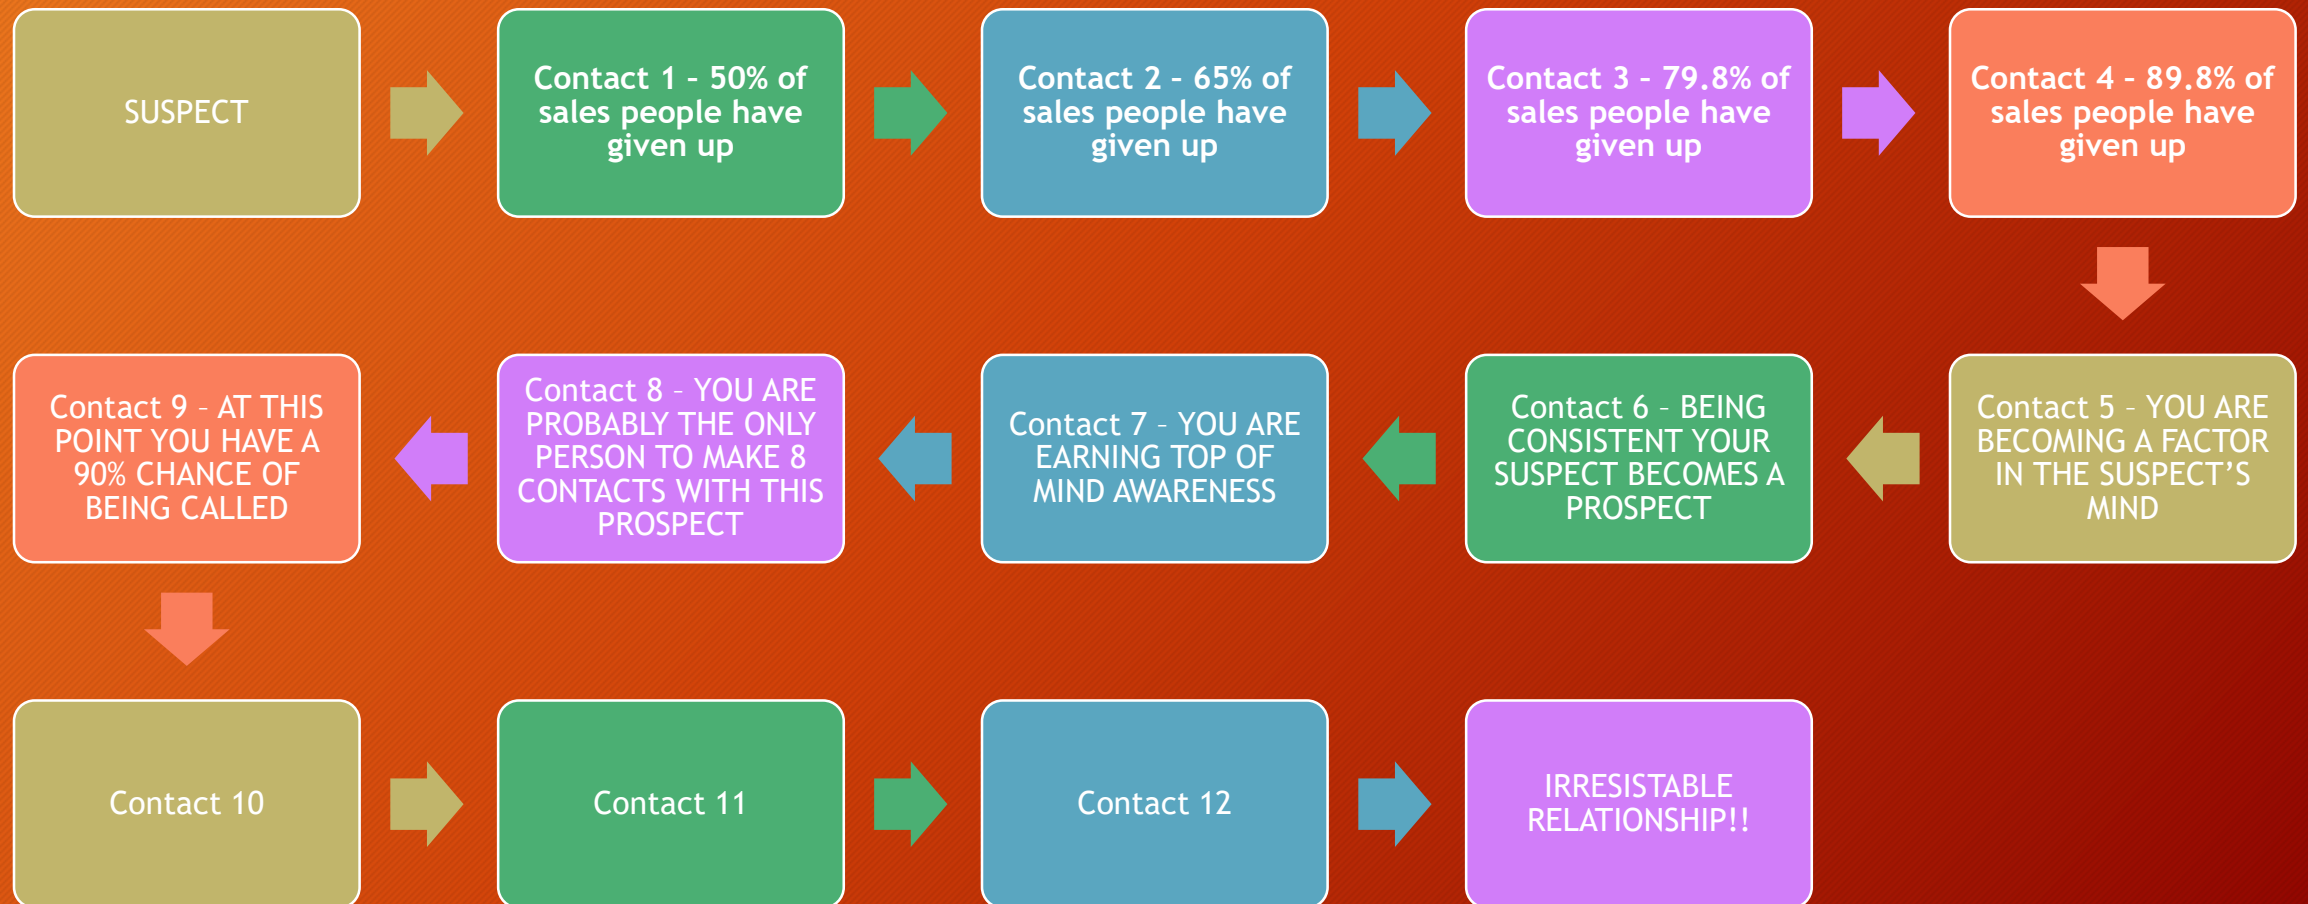 SUSPECT
Contact 1 – 50% of
sales people have
given up
Contact 2 – 65% of
sales people have
given up
Contact 3 – 79.8% of
sales people have
given up
Contact 4 – 89.8% of
sales people have
given up
Contact 5 – YOU ARE
BECOMING A FACTOR
IN THE SUSPECT’S
MIND
Contact 6 – BEING
CONSISTENT YOUR
SUSPECT BECOMES A
PROSPECT
Contact 7 – YOU ARE
EARNING TOP OF
MIND AWARENESS
Contact 8 – YOU ARE
PROBABLY THE ONLY
PERSON TO MAKE 8
CONTACTS WITH THIS
PROSPECT
Contact 9 – AT THIS
POINT YOU HAVE A
90% CHANCE OF
BEING CALLED
Contact 10
Contact 11
Contact 12
IRRESISTABLE
RELATIONSHIP!!